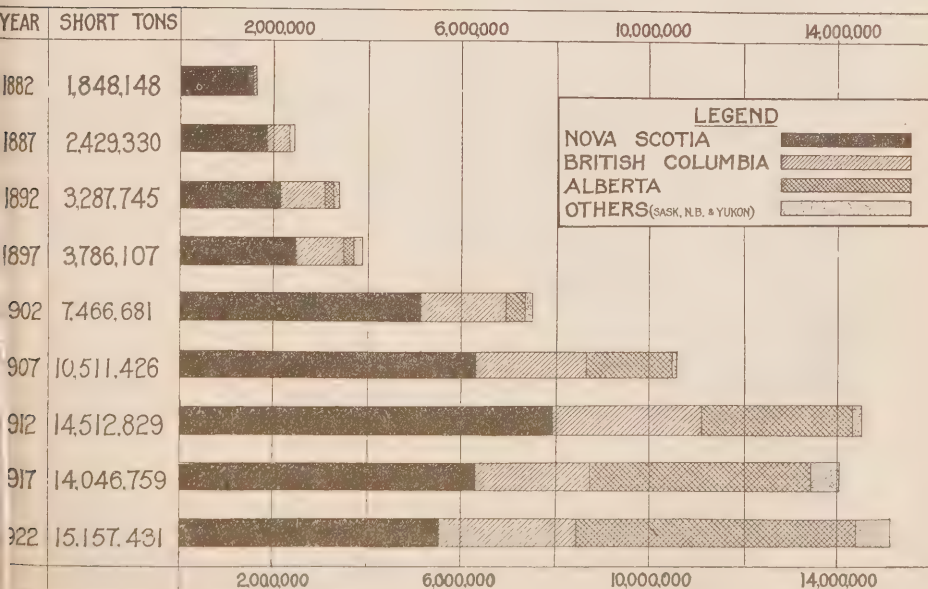 YEAR SHORT TONS 2,000,000 6,000,000 10,000,000 14,000,000
1882 1,848,148
1887 2,429,330
1892 3,287,745
1897 3,786,107
902 7,466,681
907 10,511,426
912 14,512,829
917 14,046,759
922 15,157,431
LEGEND
NOVA SCOTIA
BRITISH COLUMBIA
ALBERTA
OTHERS (SASK, N.B. & YUKON)
2,000,000 6,000,000 10,000,000 14,000,000